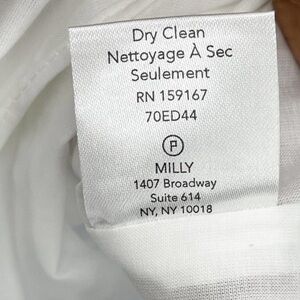 Dry Clean
Nettoyage À Sec
Seulement
RN 159167
70ED44
P
MILLY
1407 Broadway
Suite 614
NY, NY 10018